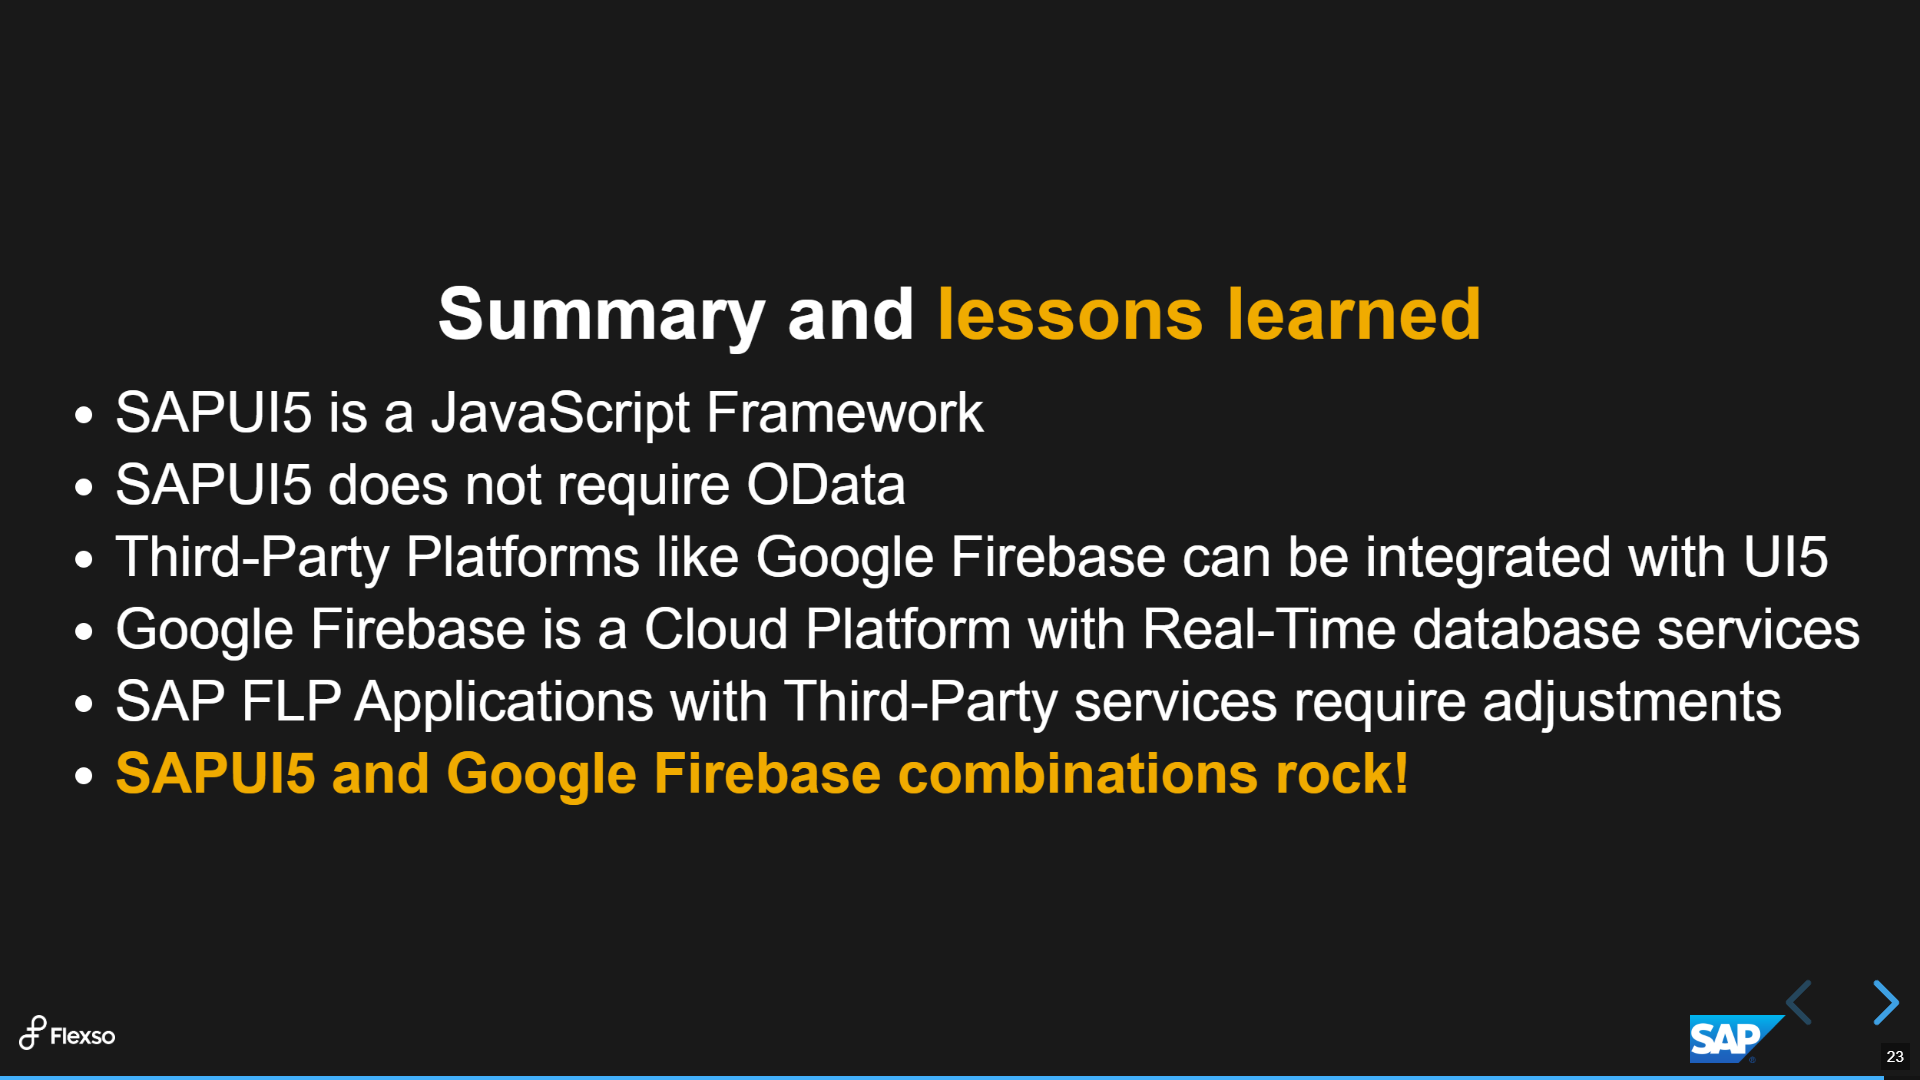 Summary and lessons learned
SAPUI5 is a JavaScript Framework
SAPUI5 does not require OData
Third-Party Platforms like Google Firebase can be integrated with UI5
Google Firebase is a Cloud Platform with Real-Time database services
SAP FLP Applications with Third-Party services require adjustments
SAPUI5 and Google Firebase combinations rock!
Flexso
SAP
23